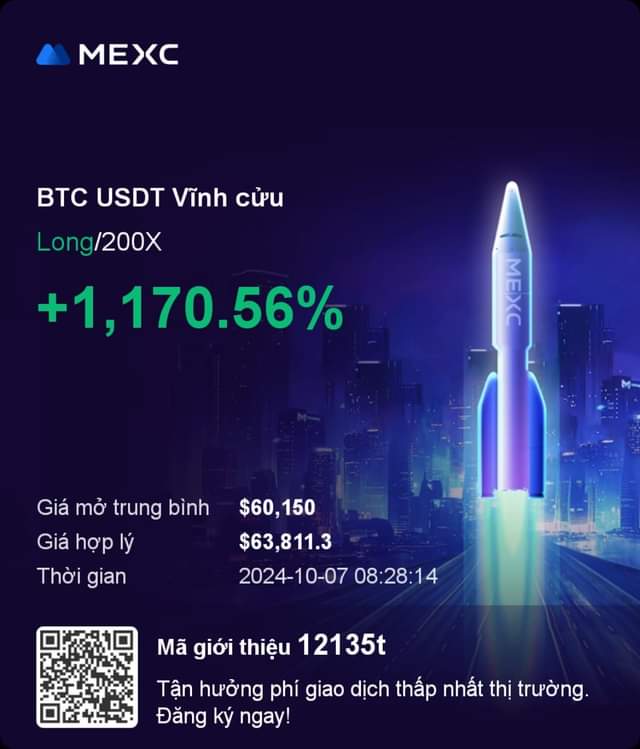 MEXC
BTC USDT Vĩnh cửu
Long/200X
+1,170.56%
MEXC
Giá mở trung bình $60,150
Giá hợp lý $63,811.3
Thời gian 2024-10-07 08:28:14
Mã giới thiệu 12135t
Tận hưởng phí giao dịch thấp nhất thị trường.
Đăng ký ngay!